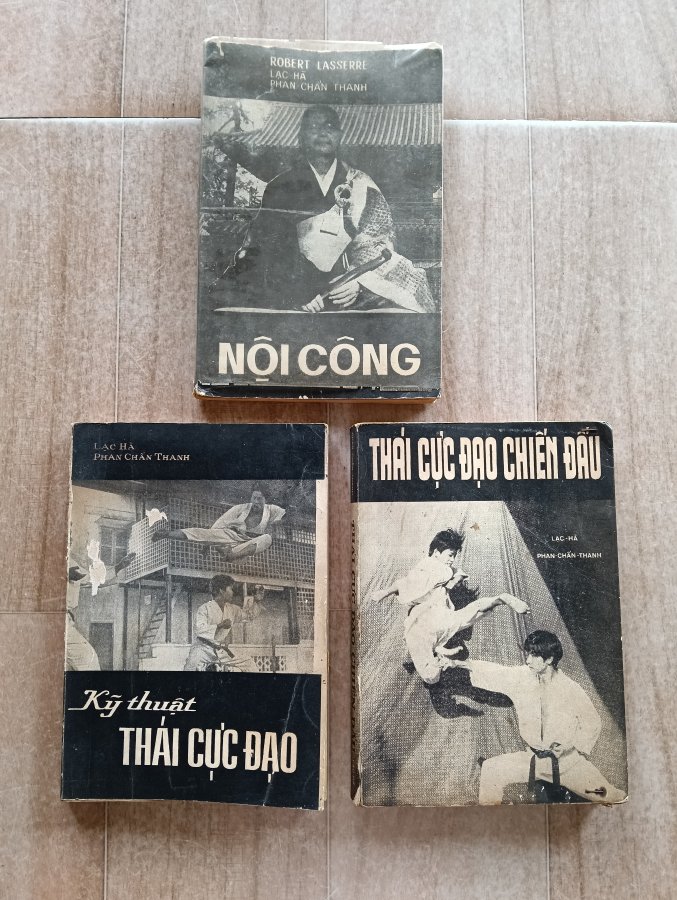 ROBERT LASSERRE
LẠC HÀ
PHAN CHẤN THANH
NỘI CÔNG
LẠC HÀ
PHAN CHẤN THANH
Kỹ thuật
THÁI CỰC ĐẠO
THÁI CỰC ĐẠO CHIẾN ĐẤU
LẠC-HÀ
PHAN-CHẤN-THANH